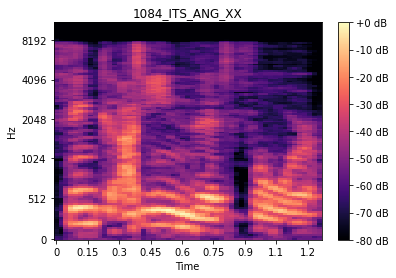 1084_ITS_ANG_XX
8192
4096
2048
1024
512
0
Hz
0 0.15 0.3 0.45 0.6 0.75 0.9 1.1 1.2
Time
+0 dB
-10 dB
-20 dB
-30 dB
-40 dB
-50 dB
-60 dB
-70 dB
-80 dB